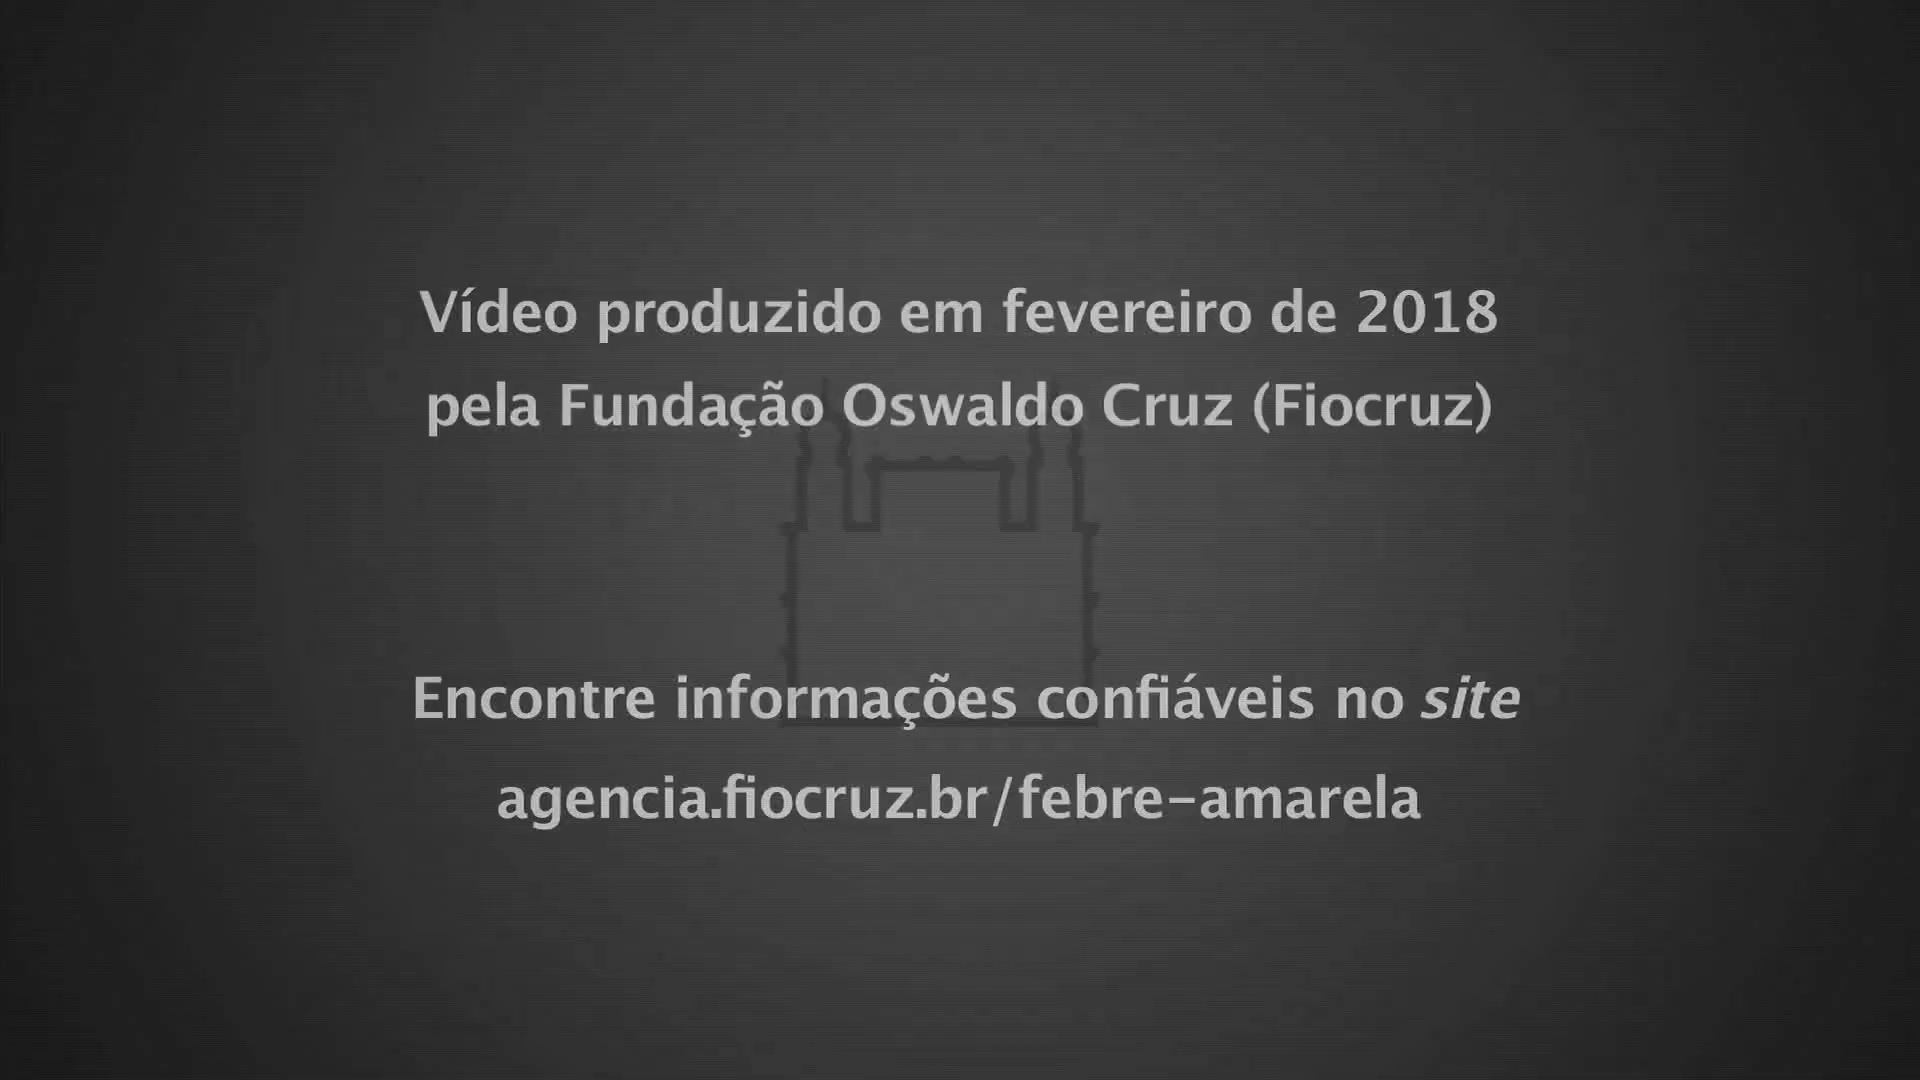 Vídeo produzido em fevereiro de 2018
pela Fundação Oswaldo Cruz (Fiocruz)
Encontre informações confiáveis no site
agencia.fiocruz.br/febre-amarela